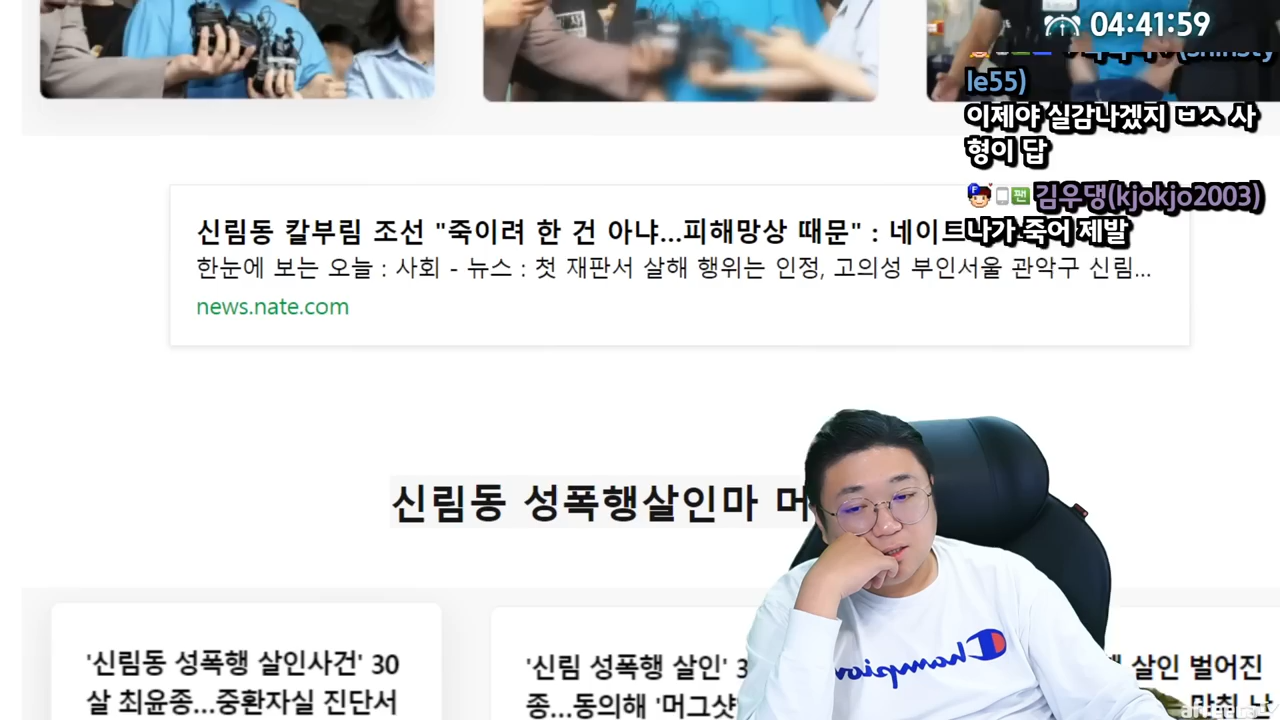 04:41:59
le55)
이제야 실감나겠지 ㅂㅅ 사
형이 답
김우댕(kjokjo2003)
나가 죽어 제발
신림동 칼부림 조선 "죽이려 한 건 아냐...피해망상 때문" : 네이트
한눈에 보는 오늘 : 사회 - 뉴스 : 첫 재판서 살해 행위는 인정, 고의성 부인서울 관악구 신림...
news.nate.com
신림동 성폭행살인마 머
Champion
'신림동 성폭행 살인사건' 30
살 최윤종...중환자실 진단서
'신림 성폭행 살인' 3
종...동의해 '머그샷
살인 벌어진